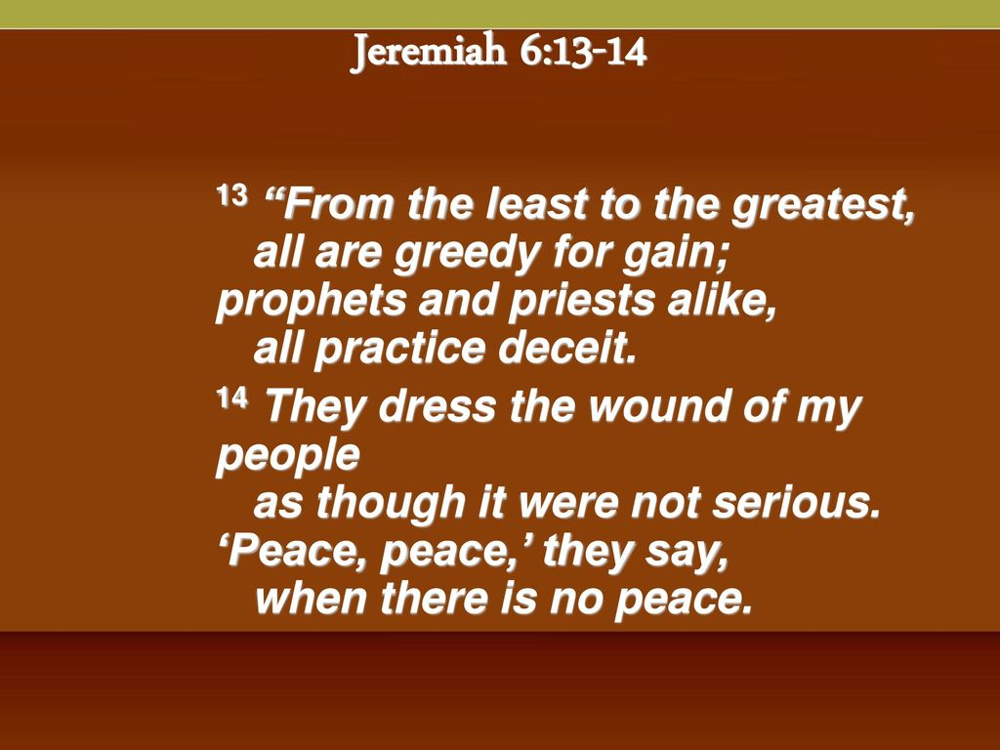 Jeremiah 6:13-14
13 “From the least to the greatest,
all are greedy for gain;
prophets and priests alike,
all practice deceit.
14 They dress the wound of my
people
as though it were not serious.
‘Peace, peace,’ they say,
when there is no peace.